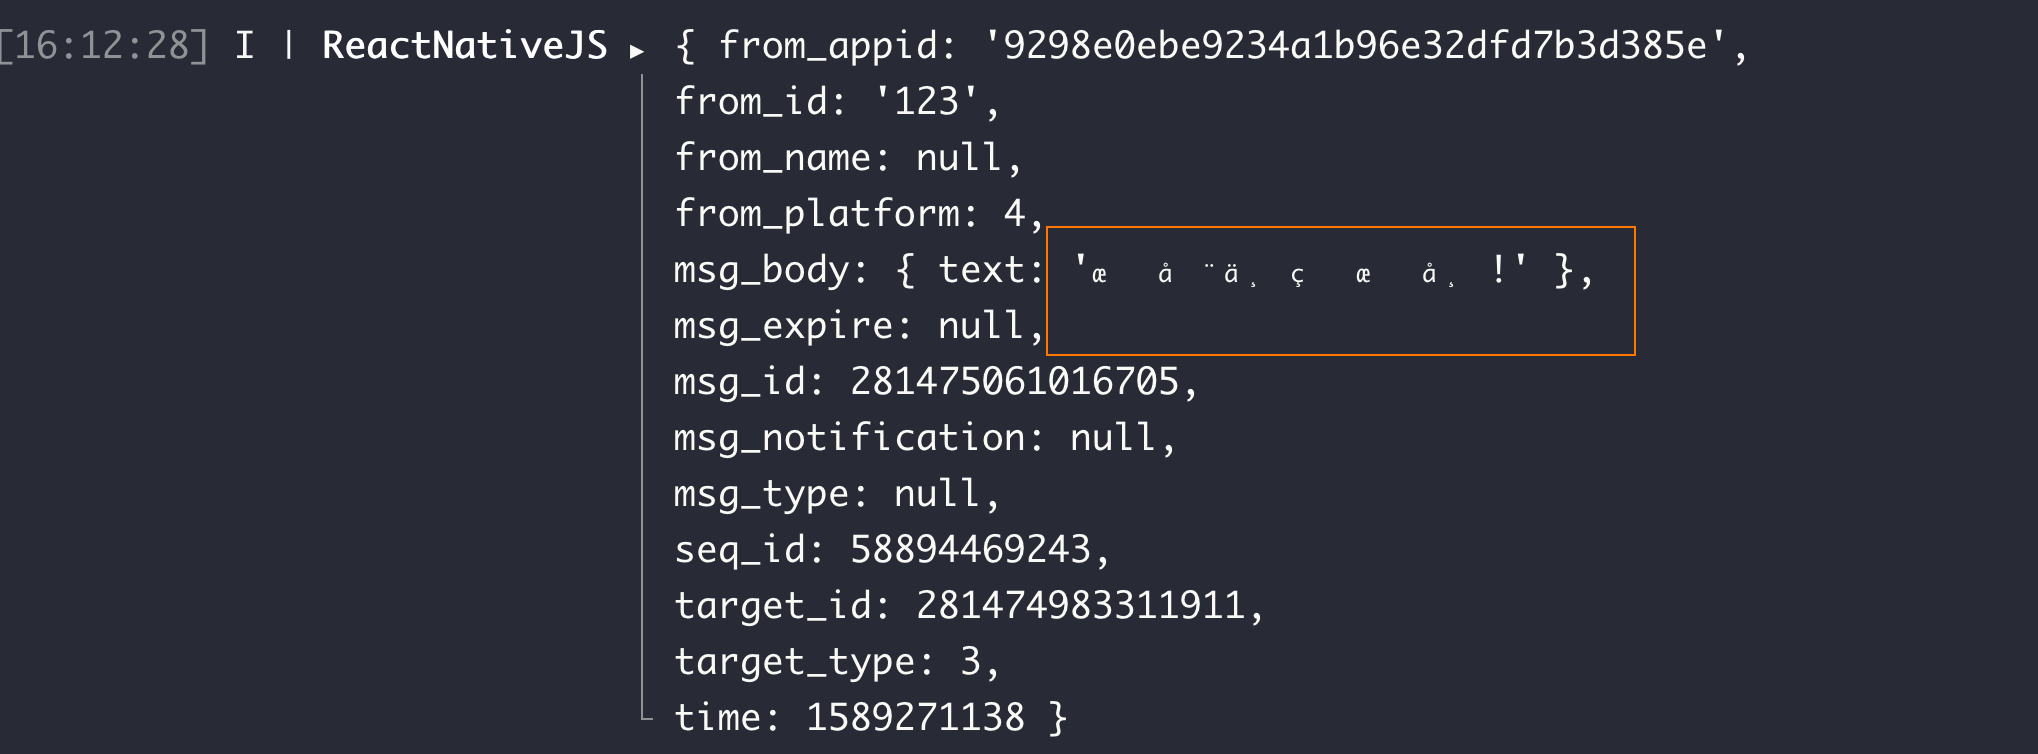 [16:12:28] I | ReactNativeJS ▸ { from_appid: '9298e0ebe9234a1b96e32dfd7b3d385e',
from_id: '123',
from_name: null,
from_platform: 4,
msg_body: { text: 'æ å ¨ä¸ ç æ å¸ !' },
msg_expire: null,
msg_id: 281475061016705,
msg_notification: null,
msg_type: null,
seq_id: 58894469243,
target_id: 281474983311911,
target_type: 3,
time: 1589271138 }